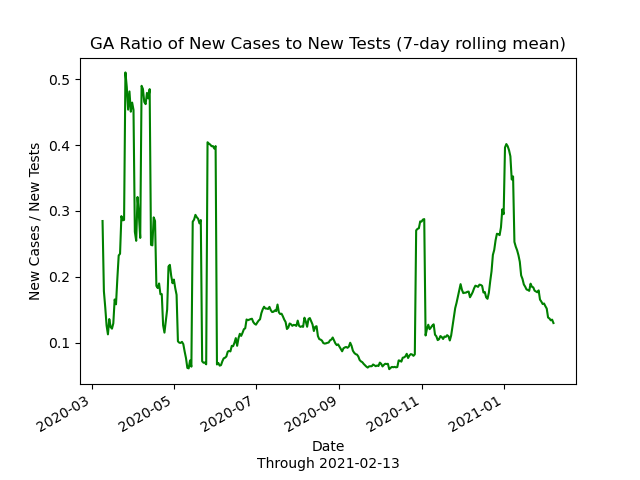 GA Ratio of New Cases to New Tests (7-day rolling mean)
New Cases / New Tests
0.5
0.4
0.3
0.2
0.1
2020-03
2020-05
2020-07
2020-09
2020-11
2021-01
Date
Through 2021-02-13